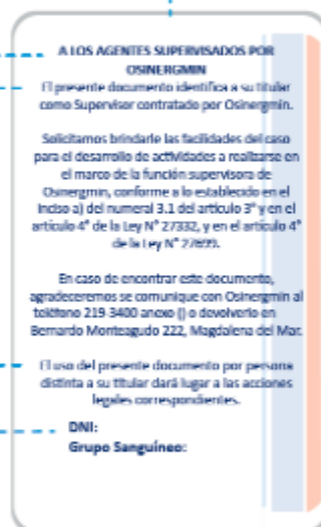 A LOS AGENTES SUPERVISADOS POR
OSINERGMIN
El presente documento identifica a su titular
como Supervisor contratado por Osinergmin.
Solicitamos brindarle las facilidades del caso
para el desarrollo de actividades a realizarse en
el marco de la función supervisora de
Osinergmin, conforme a lo establecido en el
inciso a) del numeral 3.1 del artículo 3° y en el
artículo 4° de la Ley N° 27332, y en el artículo 4°
de la Ley N° 27699.
En caso de encontrar este documento,
agradeceremos se comunique con Osinergmin al
teléfono 219-3400 anexo () o devolverlo en
Bernardo Monteagudo 222, Magdalena del Mar.
El uso del presente documento por persona
distinta a su titular dará lugar a las acciones
legales correspondientes.
DNI:
Grupo Sanguíneo: